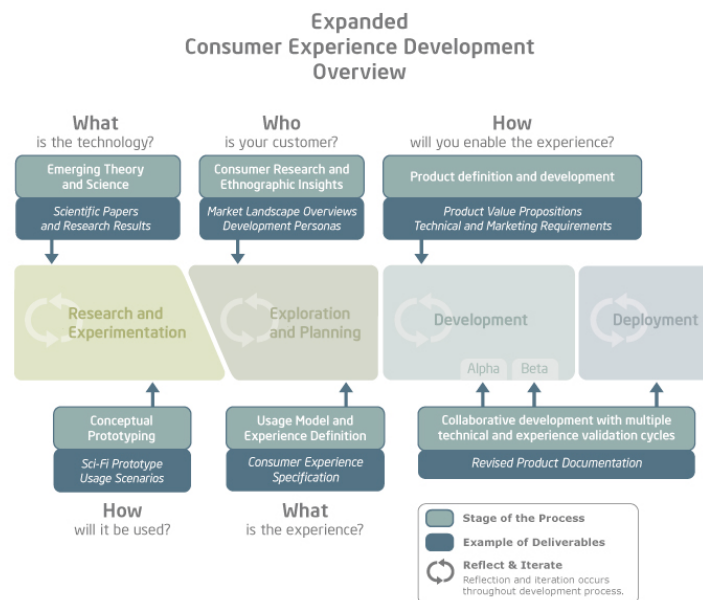 Expanded
Consumer Experience Development
Overview
What
is the technology?
Who
is your customer?
How
will you enable the experience?
Emerging Theory
and Science
Scientific Papers
and Research Results
Consumer Research and
Ethnographic Insights
Market Landscape Overviews
Development Personas
Product definition and development
Product Value Propositions
Technical and Marketing Requirements
Research and
Experimentation
Exploration
and Planning
Development
Alpha
Beta
Deployment
Conceptual
Prototyping
Sci-Fi Prototype
Usage Scenarios
How
will it be used?
Usage Model and
Experience Definition
Consumer Experience
Specification
What
is the experience?
Collaborative development with multiple
technical and experience validation cycles
Revised Product Documentation
Stage of the Process
Example of Deliverables
Reflect & Iterate
Reflection and iteration occurs
throughout development process.